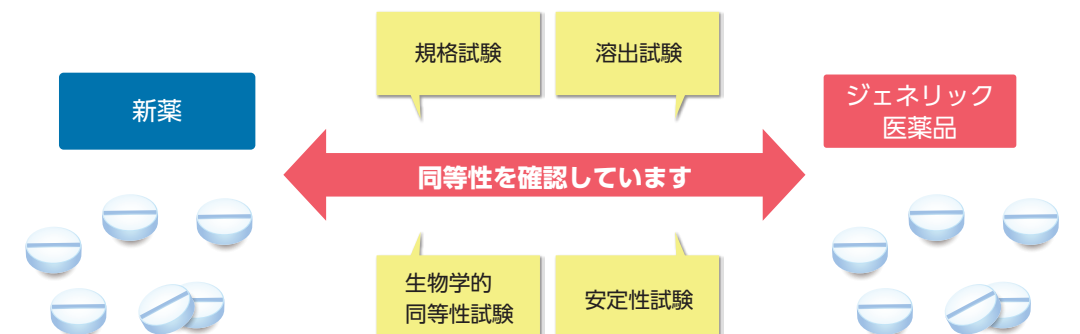 規格試験
溶出試験
新薬
ジェネリック
医薬品
同等性を確認しています
生物学的
同等性試験
安定性試験